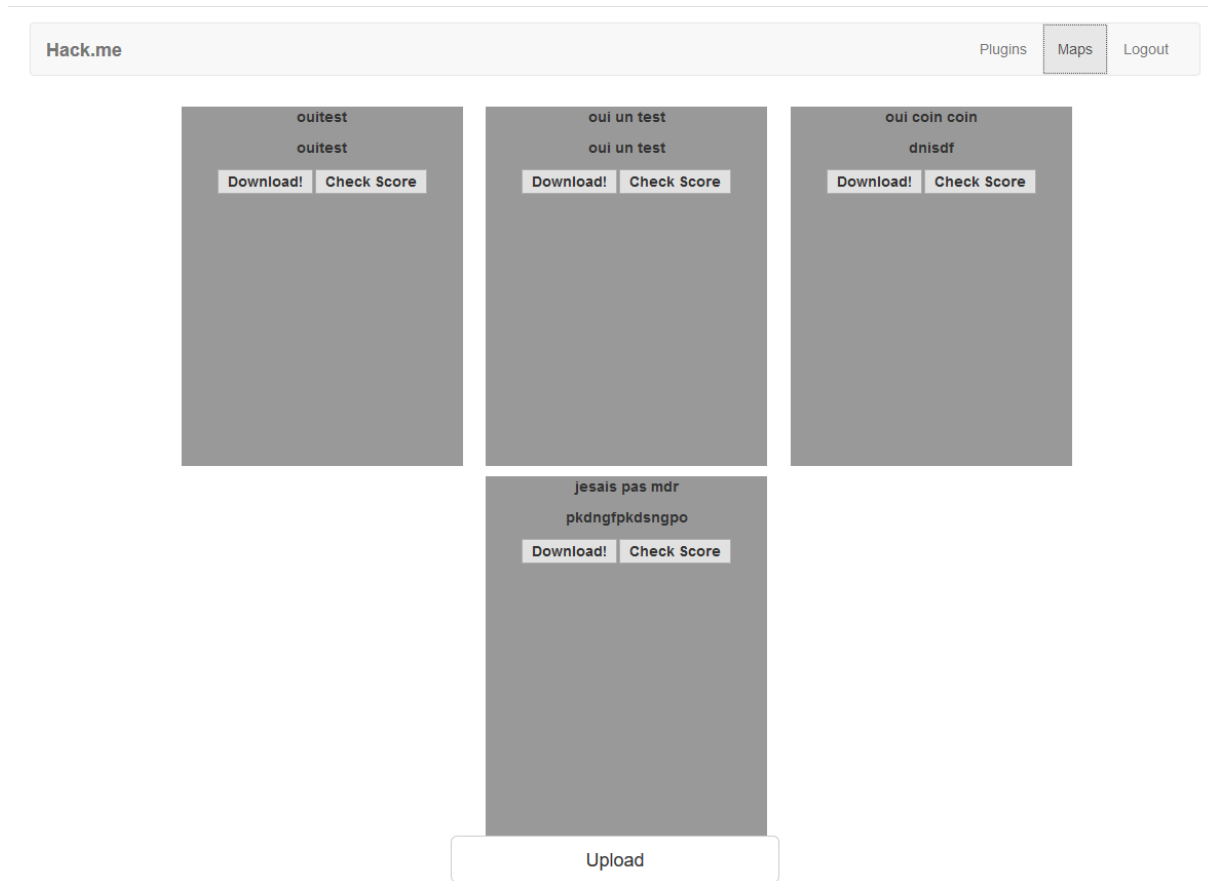 Hack.me Plugins Maps Logout
ouitest oui un test oui coin coin
ouitest oui un test dnisdf
Download! Check Score Download! Check Score Download! Check Score
jesais pas mdr
pkdngfpkdsngpo
Download! Check Score
Upload